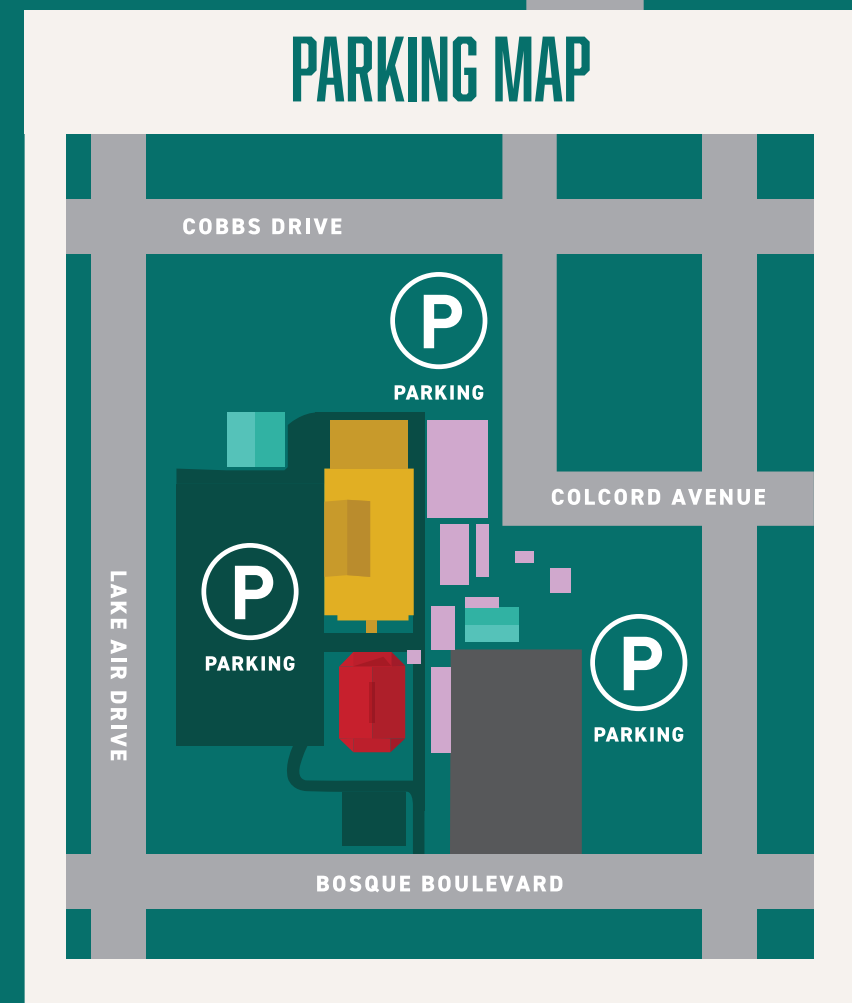 PARKING MAP
COBBS DRIVE
P
PARKING
COLCORD AVENUE
P
PARKING
LAKE AIR DRIVE
P
PARKING
BOSQUE BOULEVARD